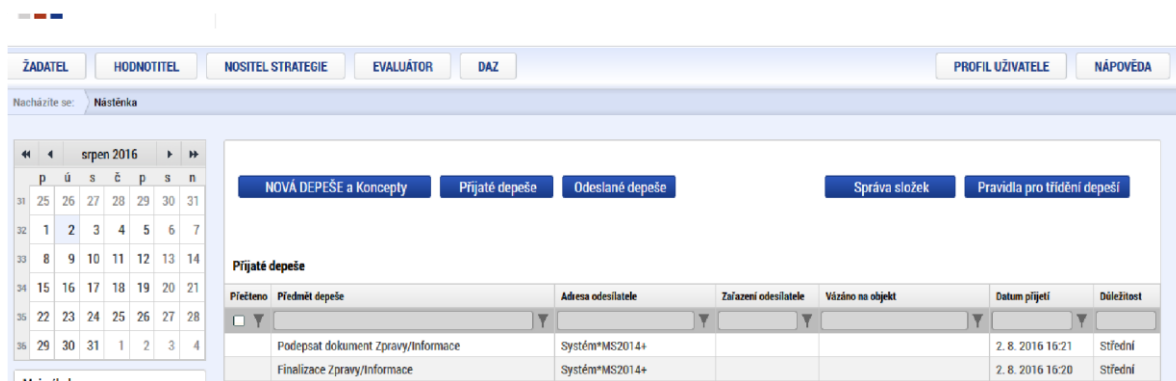 ŽADATEL HODNOTITEL NOSITEL STRATEGIE EVALUÁTOR DAZ PROFIL UŽIVATELE NÁPOVĚDA
Nacházíte se: Nástěnka
srpen 2016
p ú s č p s n
31 25 26 27 28 29 30 31
32 1 2 3 4 5 6 7
33 8 9 10 11 12 13 14
34 15 16 17 18 19 20 21
35 22 23 24 25 26 27 28
36 29 30 31 1 2 3 4
NOVÁ DEPEŠE a Koncepty Přijaté depeše Odeslané depeše Správa složek Pravidla pro třídění depeší
Přijaté depeše
Přečteno Předmět depeše Adresa odesílatele Zařazení odesílatele Vázáno na objekt Datum přijetí Důležitost
Podepsat dokument Zpravy/Informace Systém*MS2014+ 2. 8. 2016 16:21 Střední
Finalizace Zpravy/Informace Systém*MS2014+ 2. 8. 2016 16:20 Střední